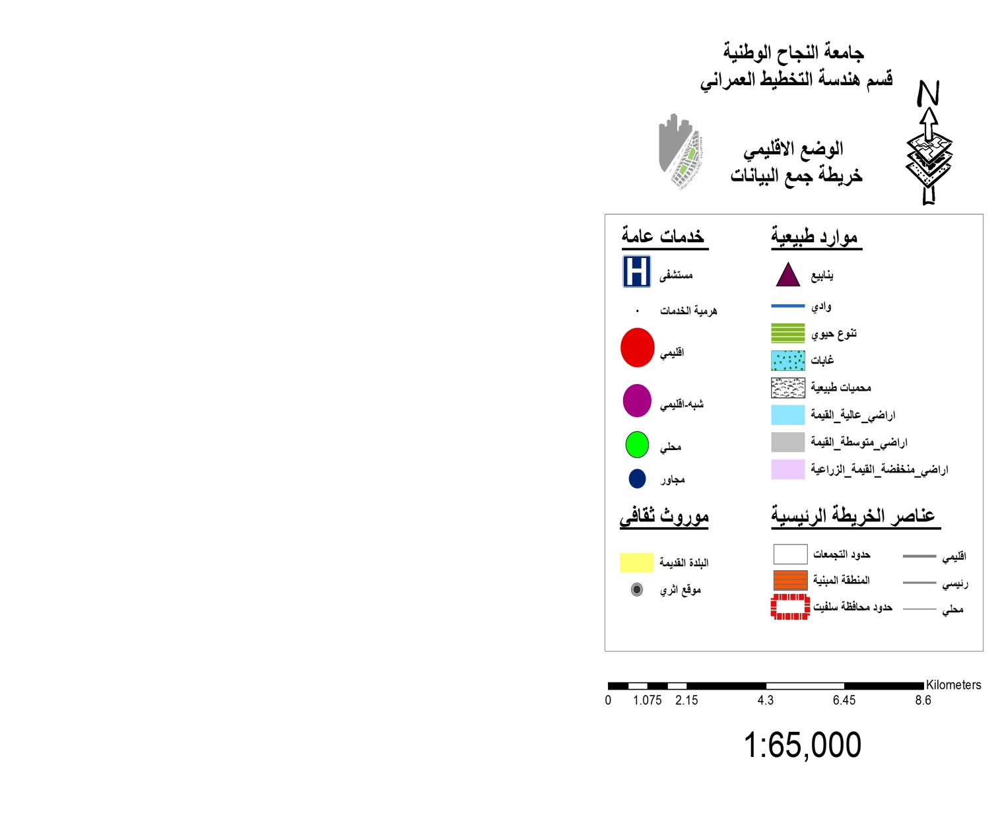 جامعة النجاح الوطنية
قسم هندسة التخطيط العمراني
N
الوضع الاقليمي
خريطة جمع البيانات
موارد طبيعية
ينابيع
وادي
تنوع حيوي
غابات
محميات طبيعية
اراضي_عالية_القيمة
اراضي_متوسطة_القيمة
اراضي_منخفضة_القيمة_الزراعية
خدمات عامة
H
مستشفى
هرمية الخدمات
اقليمي
شبه-اقليمي
محلي
مجاور
عناصر الخريطة الرئيسية
اقليمي
رئيسي
محلي
حدود التجمعات
المنطقة المبنية
حدود محافظة سلفيت
موروث ثقافي
البلدة القديمة
موقع اثري
Kilometers
0 1.075 2.15 4.3 6.45 8.6
1:65,000